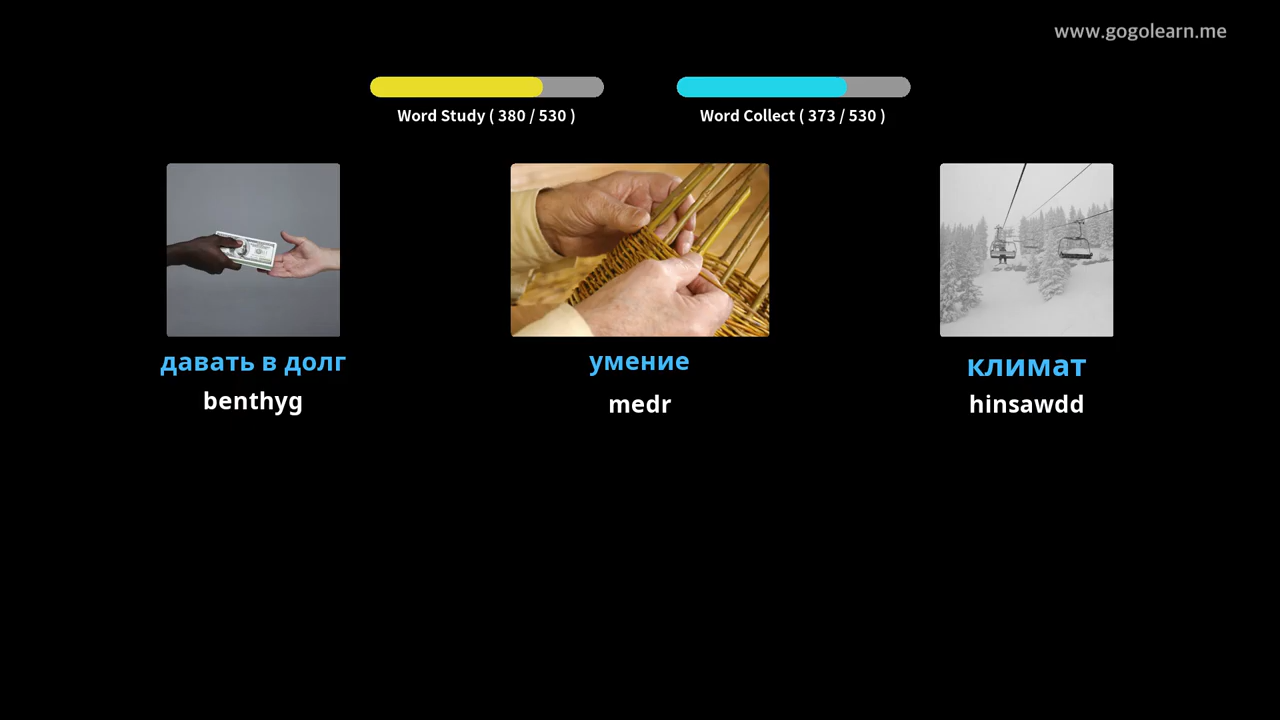 www.gogolearn.me
Word Study ( 380 / 530 )
Word Collect ( 373 / 530 )
давать в долг
умение
климат
benthyg
medr
hinsawdd